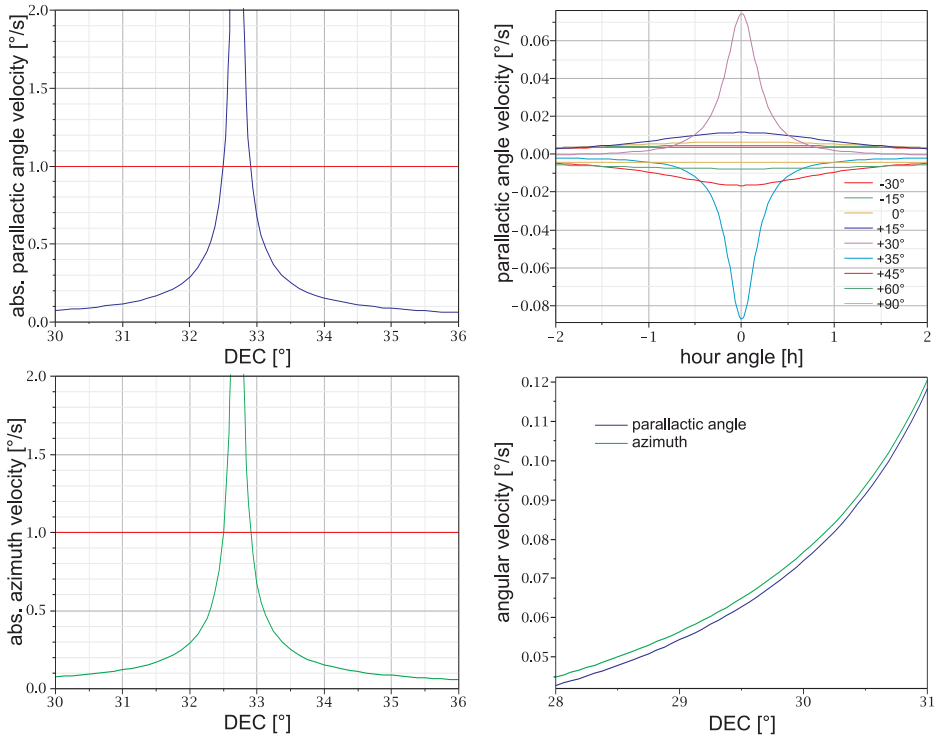 abs. parallactic angle velocity [°/s]
2.0
1.5
1.0
0.5
0.0
30 31 32 33 34 35 36
DEC [°]
parallactic angle velocity [°/s]
0.06
0.04
0.02
0.00
−0.02
−0.04
−0.06
−0.08
-30°
-15°
0°
+15°
+30°
+35°
+45°
+60°
+90°
−2 −1 0 1 2
hour angle [h]
abs. azimuth velocity [°/s]
2.0
1.5
1.0
0.5
0.0
30 31 32 33 34 35 36
DEC [°]
angular velocity [°/s]
0.12
0.11
0.10
0.09
0.08
0.07
0.06
0.05
parallactic angle
azimuth
28 29 30 31
DEC [°]